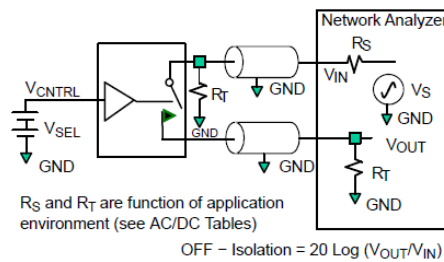 Network Analyzer
RS
VIN
VS
GND
VCNTRL
VSEL
GND
RT
GND
GND
GND
VOUT
RT
GND
RS and RT are function of application
environment (see AC/DC Tables)
OFF – Isolation = 20 Log (VOUT/VIN)